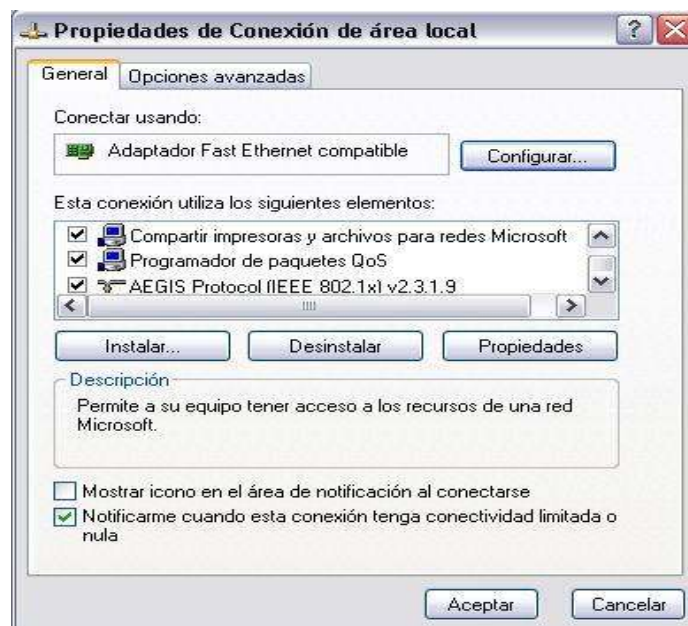 Propiedades de Conexión de área local
General
Opciones avanzadas
Conectar usando:
Adaptador Fast Ethernet compatible
Configurar...
Esta conexión utiliza los siguientes elementos:
Compartir impresoras y archivos para redes Microsoft
Programador de paquetes QoS
AEGIS Protocol (IEEE 802.1x) v2.3.1.9
Instalar...
Desinstalar
Propiedades
Descripción
Permite a su equipo tener acceso a los recursos de una red
Microsoft.
Mostrar icono en el área de notificación al conectarse
Notificarme cuando esta conexión tenga conectividad limitada o
nula
Aceptar
Cancelar